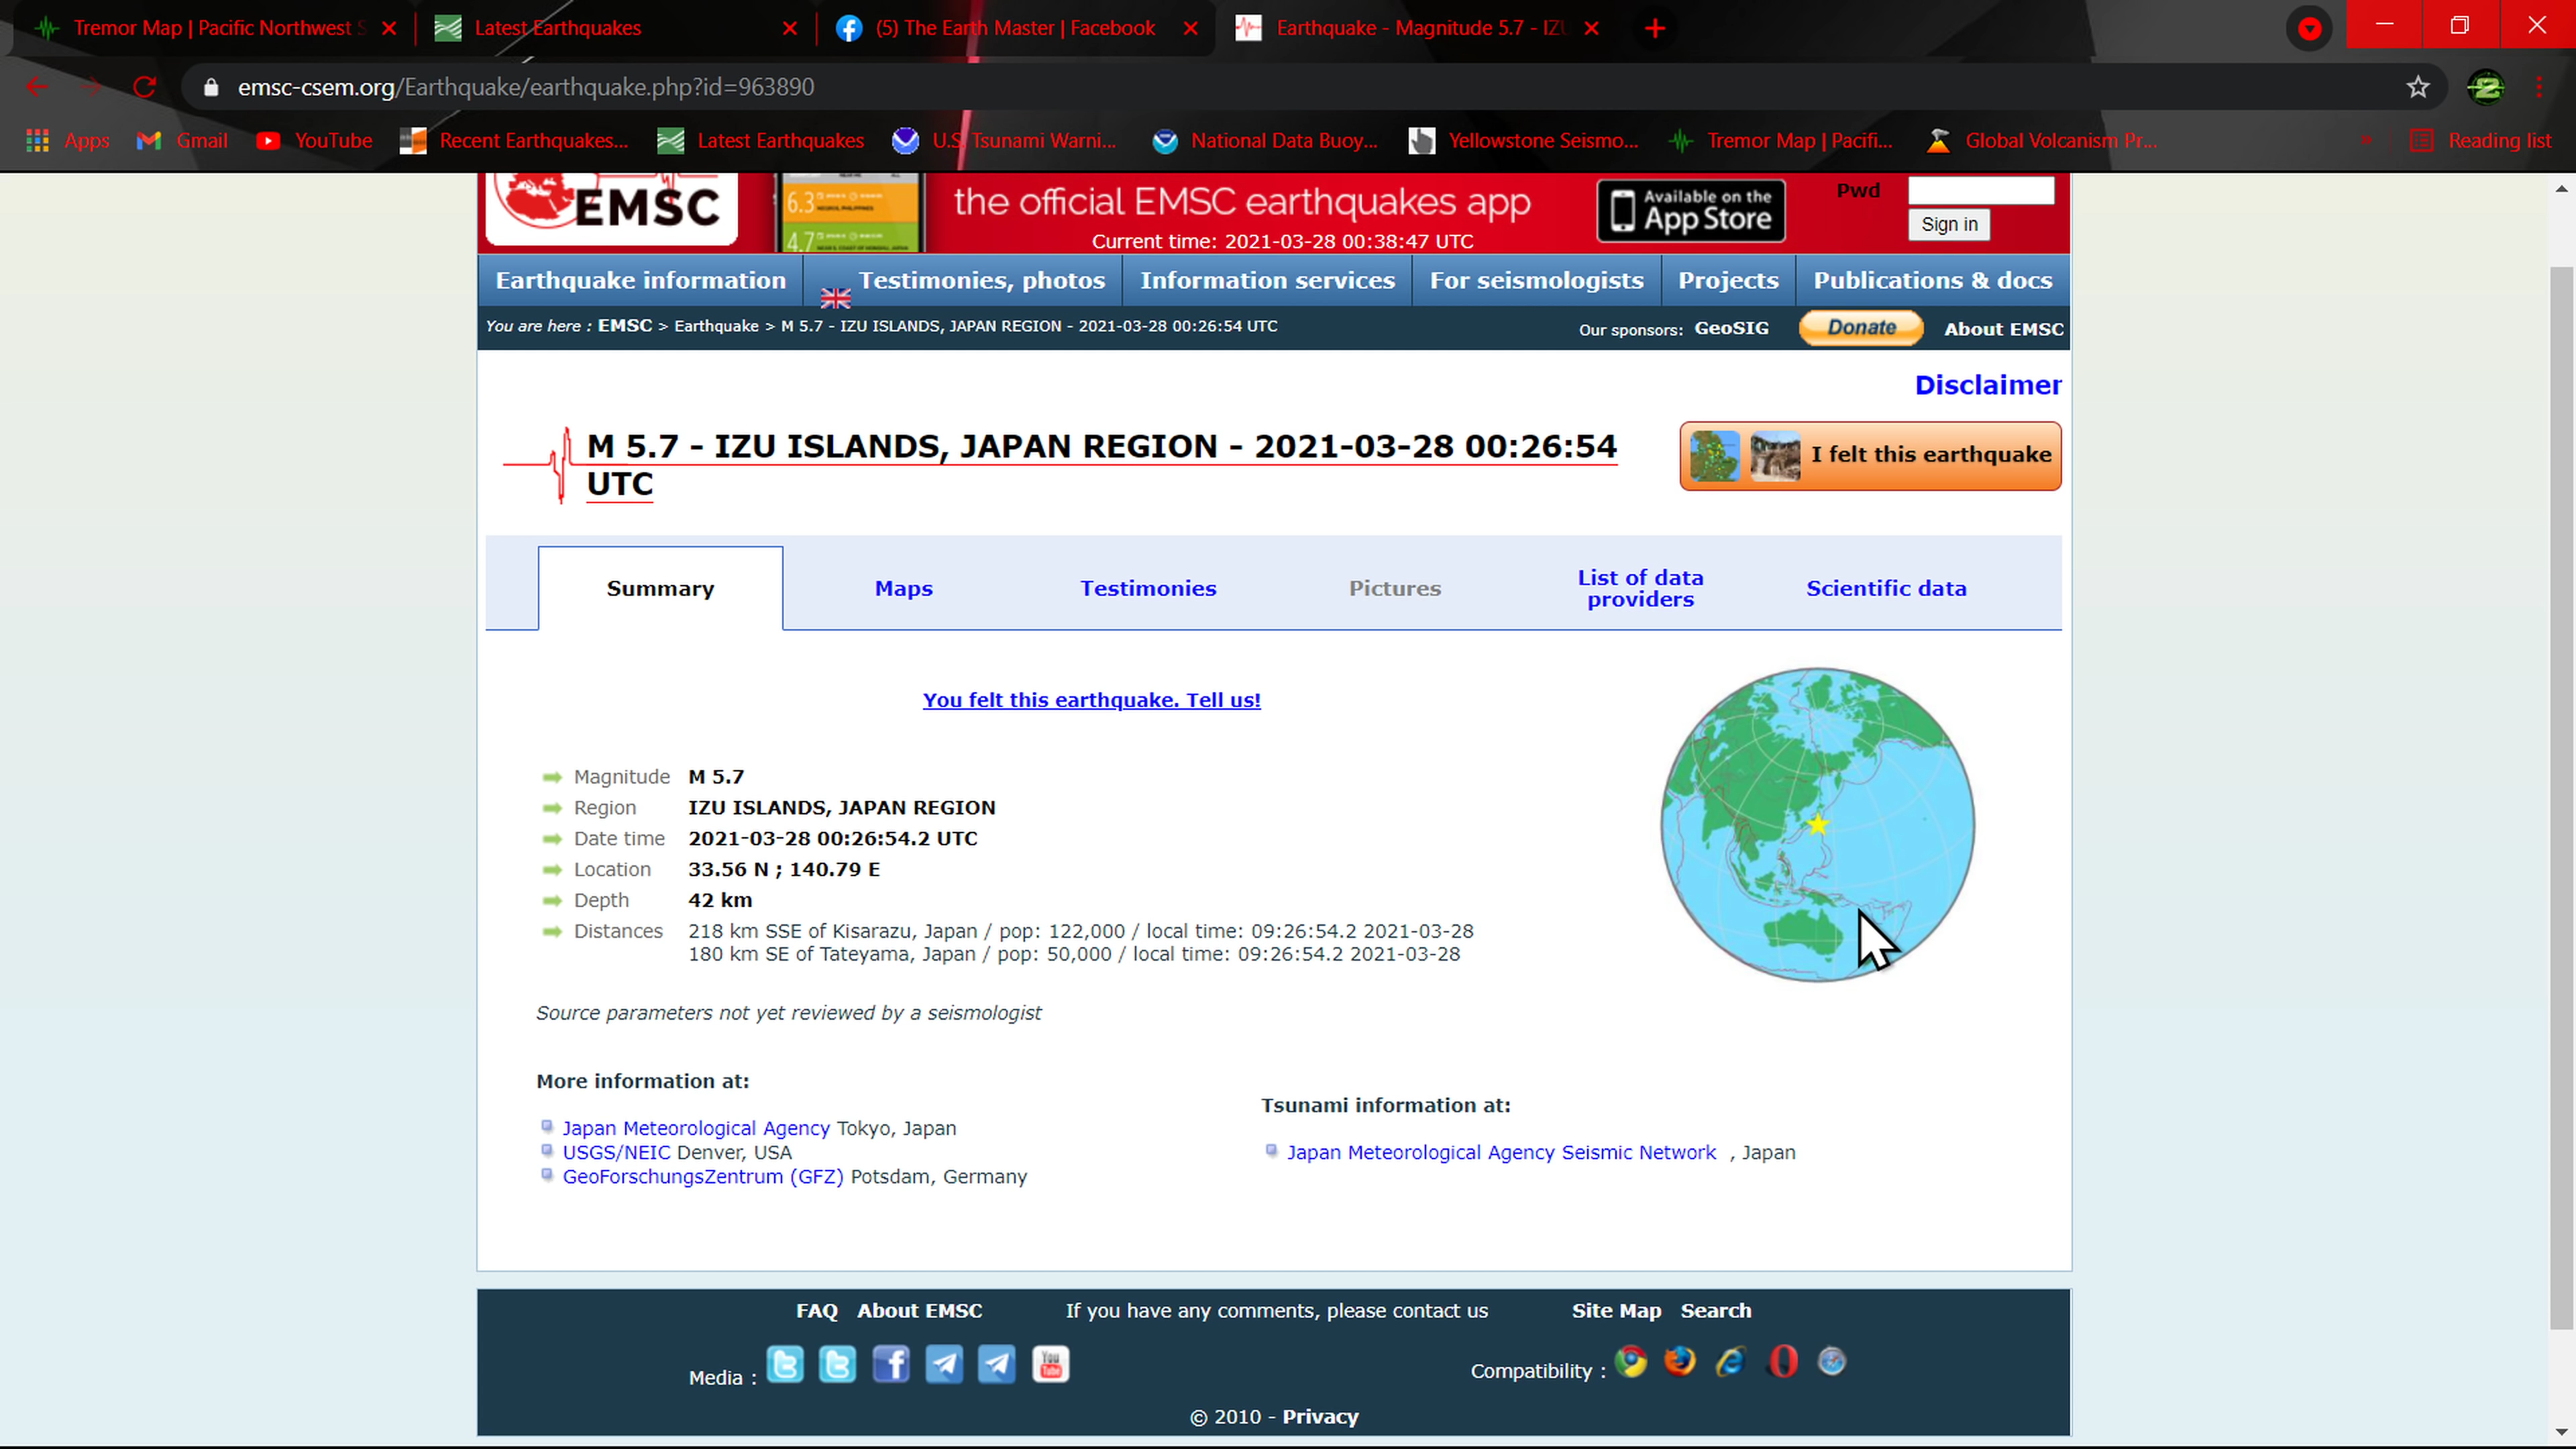 Tremor Map | Pacific Northwest S
Latest Earthquakes
(5) The Earth Master | Facebook
Earthquake - Magnitude 5.7 - IZU
emsc-csem.org/Earthquake/earthquake.php?id=963890
Apps
Gmail
YouTube
Recent Earthquakes...
Latest Earthquakes
U.S. Tsunami Warni...
National Data Buoy...
Yellowstone Seismo...
Tremor Map | Pacifi...
Global Volcanism Pr...
»
Reading list
EMSC
6.3
4.7
the official EMSC earthquakes app
Current time: 2021-03-28 00:38:47 UTC
Available on the
App Store
Pwd
Sign in
Earthquake information
Testimonies, photos
Information services
For seismologists
Projects
Publications & docs
You are here : EMSC > Earthquake > M 5.7 - IZU ISLANDS, JAPAN REGION - 2021-03-28 00:26:54 UTC
Our sponsors: GeoSIG
Donate
About EMSC
Disclaimer
M 5.7 - IZU ISLANDS, JAPAN REGION - 2021-03-28 00:26:54
UTC
I felt this earthquake
Summary
Maps
Testimonies
Pictures
List of data
providers
Scientific data
You felt this earthquake. Tell us!
Magnitude M 5.7
Region IZU ISLANDS, JAPAN REGION
Date time 2021-03-28 00:26:54.2 UTC
Location 33.56 N ; 140.79 E
Depth 42 km
Distances 218 km SSE of Kisarazu, Japan / pop: 122,000 / local time: 09:26:54.2 2021-03-28
180 km SE of Tateyama, Japan / pop: 50,000 / local time: 09:26:54.2 2021-03-28
Source parameters not yet reviewed by a seismologist
More information at:
Japan Meteorological Agency Tokyo, Japan
USGS/NEIC Denver, USA
GeoForschungsZentrum (GFZ) Potsdam, Germany
Tsunami information at:
Japan Meteorological Agency Seismic Network , Japan
FAQ About EMSC
If you have any comments, please contact us
Site Map Search
Media :
You
Tube
Compatibility :
© 2010 - Privacy